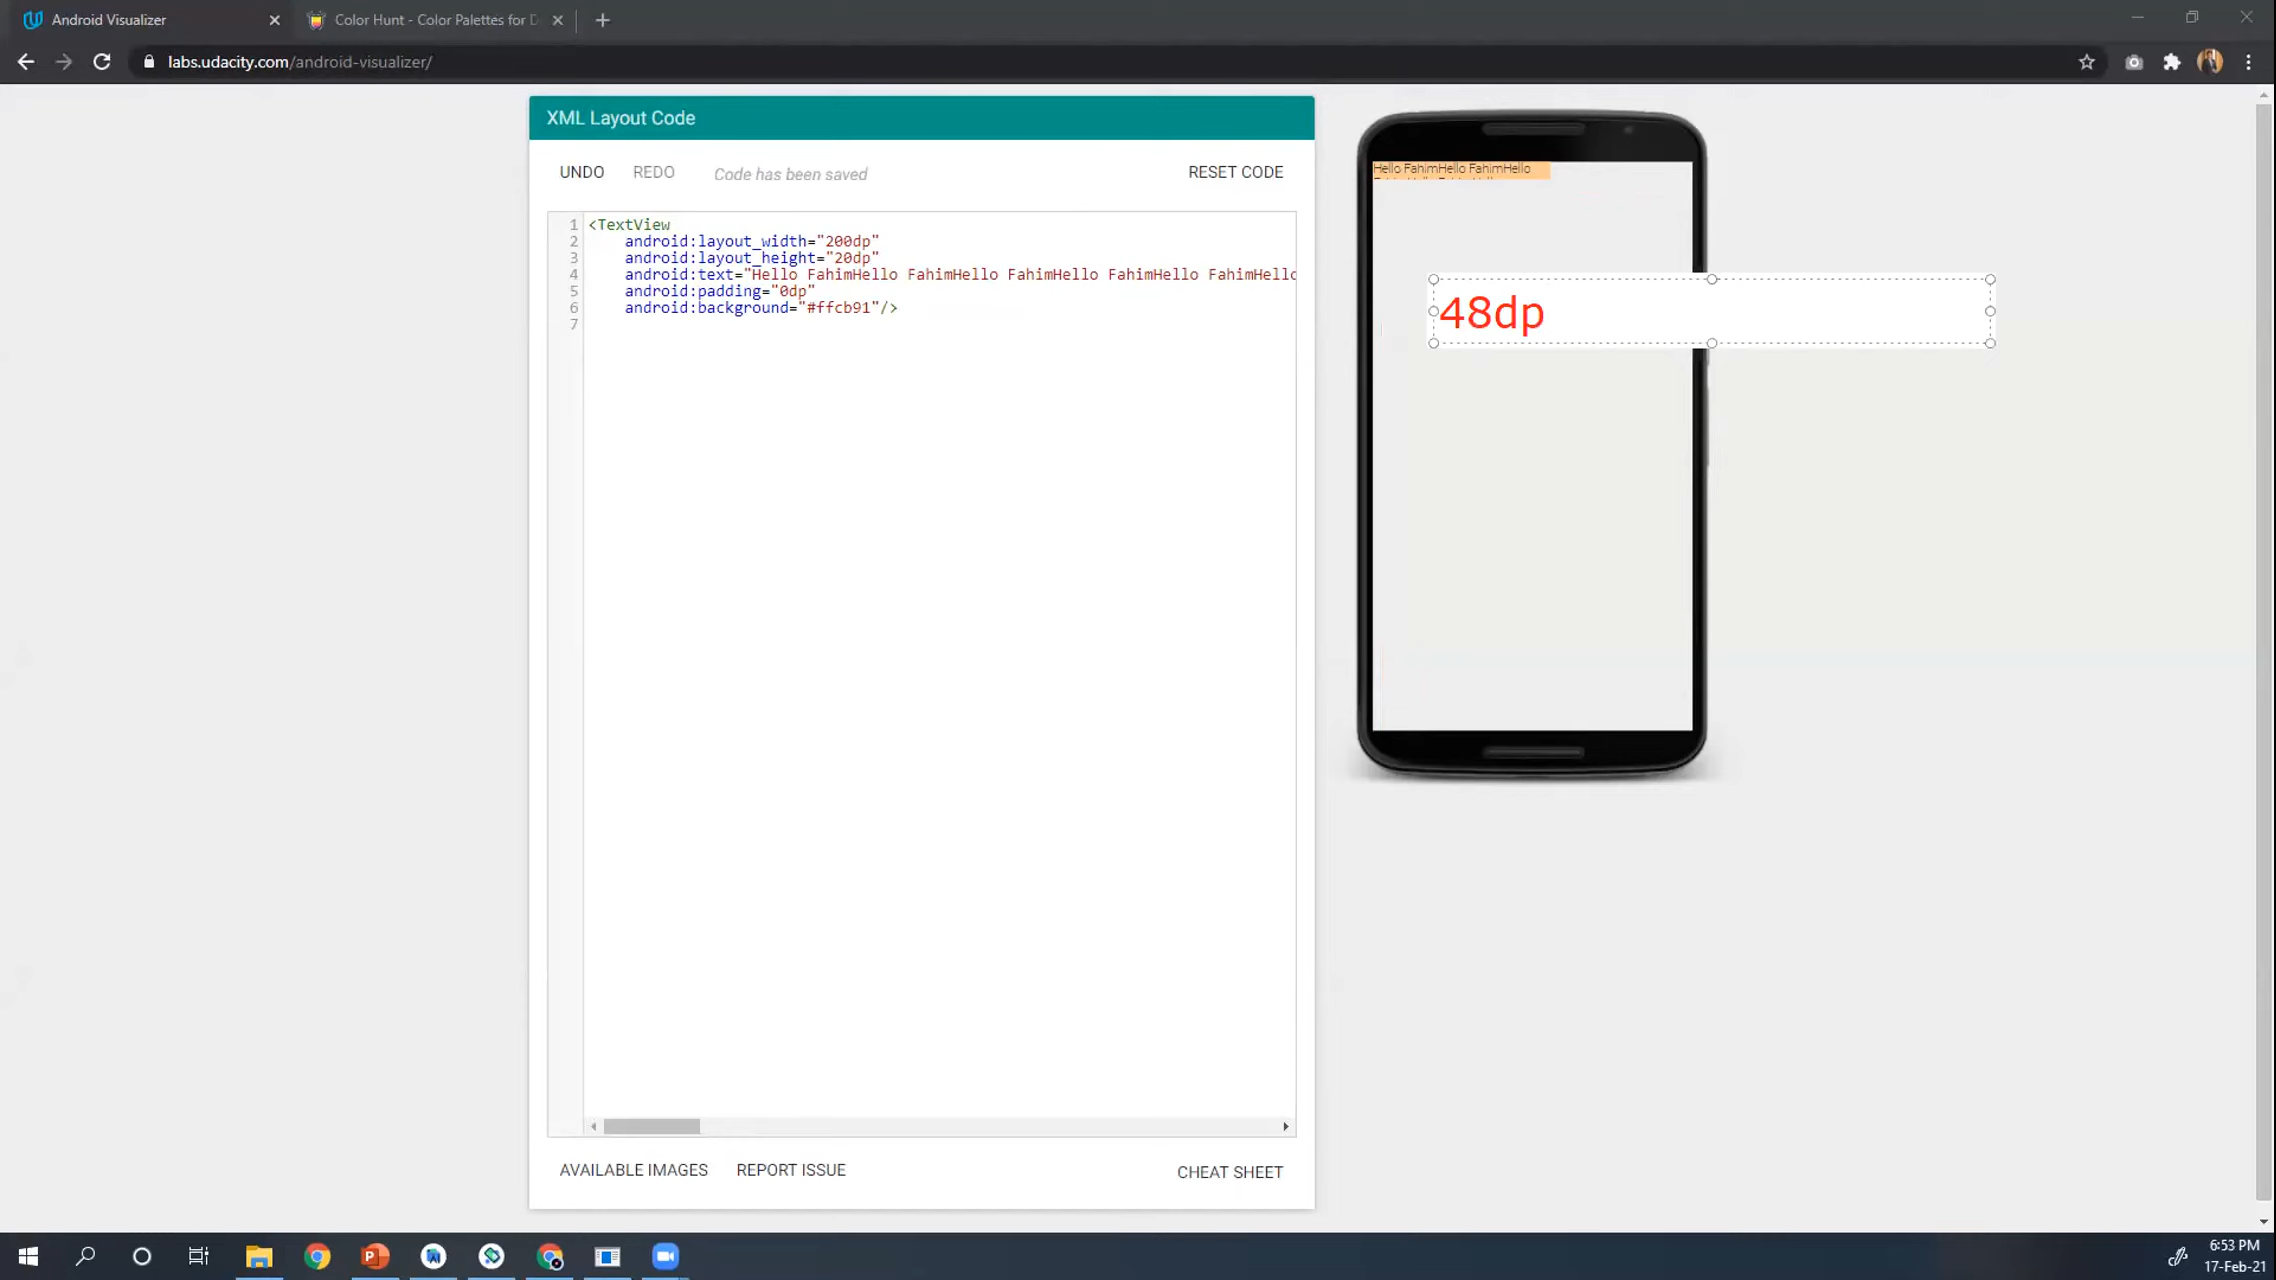 Android Visualizer
Color Hunt - Color Palettes for D
labs.udacity.com/android-visualizer/
XML Layout Code
UNDO REDO Code has been saved RESET CODE
1 <TextView
2 android:layout_width="200dp"
3 android:layout_height="20dp"
4 android:text="Hello FahimHello FahimHello FahimHello FahimHello FahimHello
5 android:padding="0dp"
6 android:background="#ffcb91"/>
7
Hello FahimHello FahimHello
48dp
AVAILABLE IMAGES REPORT ISSUE CHEAT SHEET
6:53 PM
17-Feb-21